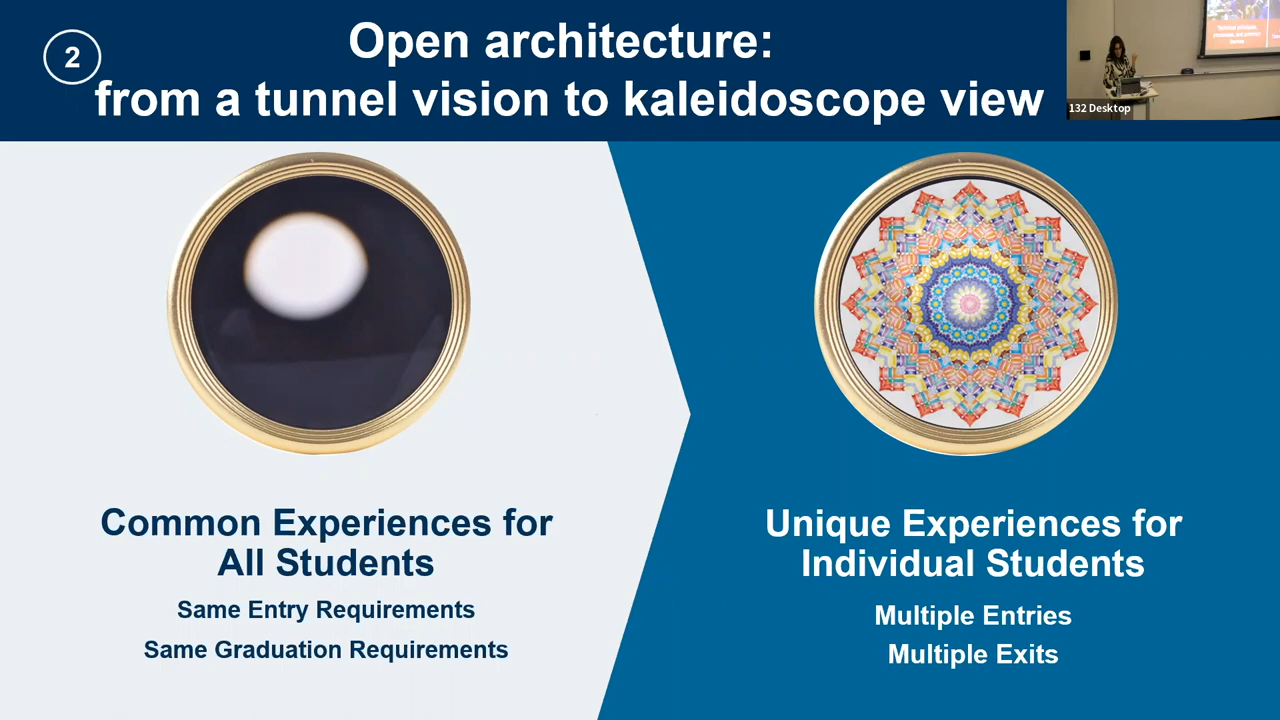 2
Open architecture:
from a tunnel vision to kaleidoscope view
132 Desktop
Common Experiences for
All Students
Same Entry Requirements
Same Graduation Requirements
Unique Experiences for
Individual Students
Multiple Entries
Multiple Exits